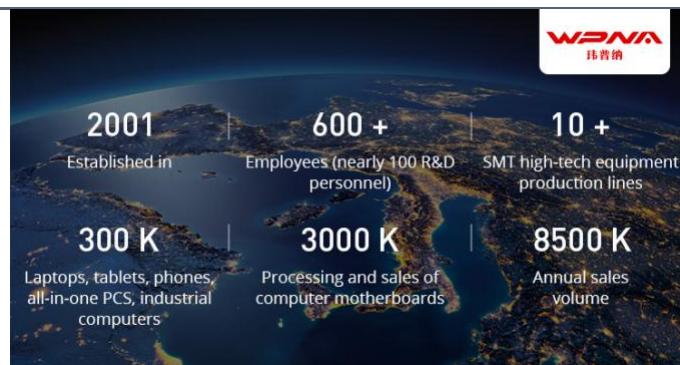 WPNA
玮普纳
2001
Established in
600 +
Employees (nearly 100 R&D
personnel)
10 +
SMT high-tech equipment
production lines
300 K
Laptops, tablets, phones,
all-in-one PCS, industrial
computers
3000 K
Processing and sales of
computer motherboards
8500 K
Annual sales
volume